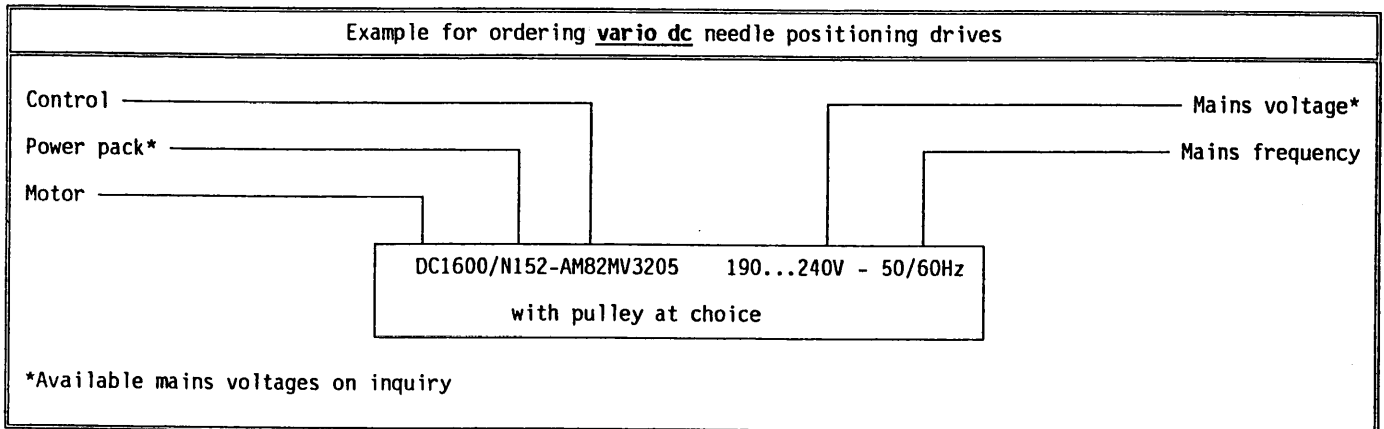 Example for ordering vario dc needle positioning drives
Control
Mains voltage*
Power pack*
Mains frequency
Motor
DC1600/N152-AM82MV3205 190...240V - 50/60Hz
with pulley at choice
*Available mains voltages on inquiry